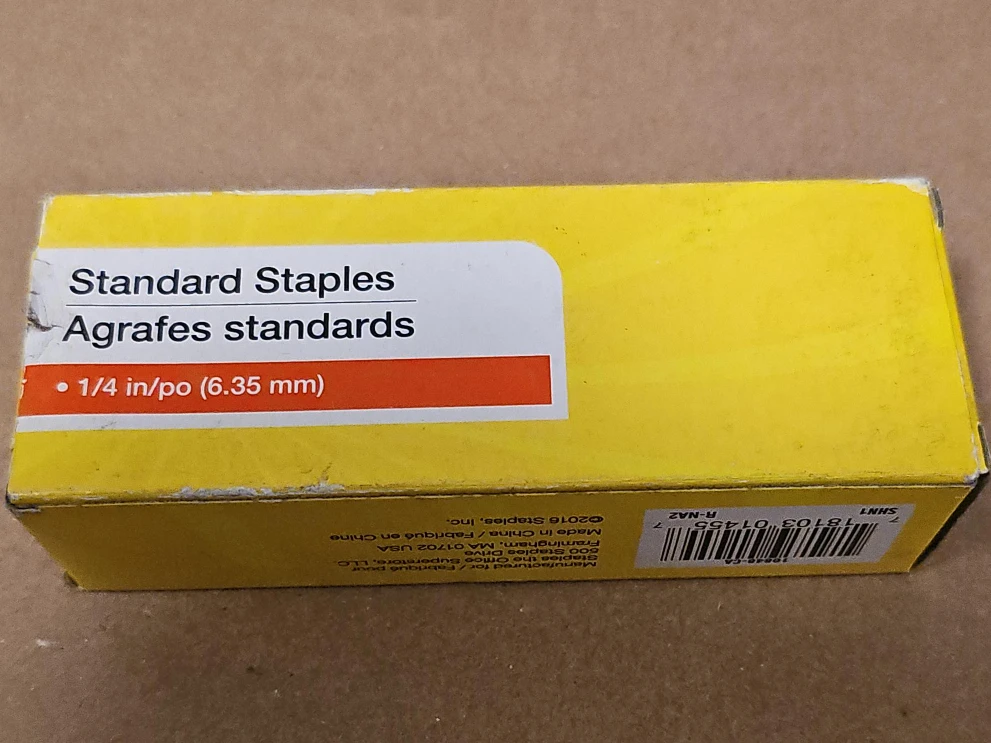 Standard Staples
Agrafes standards
• 1/4 in/po (6.35 mm)
Manufactured for / Fabriqué pour
Staples the Office Superstore, LLC.
500 Staples Drive
Framingham, MA 01702 USA
Made in China / Fabriqué en Chine
©2016 Staples, Inc.
10640-CA
7 18103 01455 7
SHN1 R-NA2